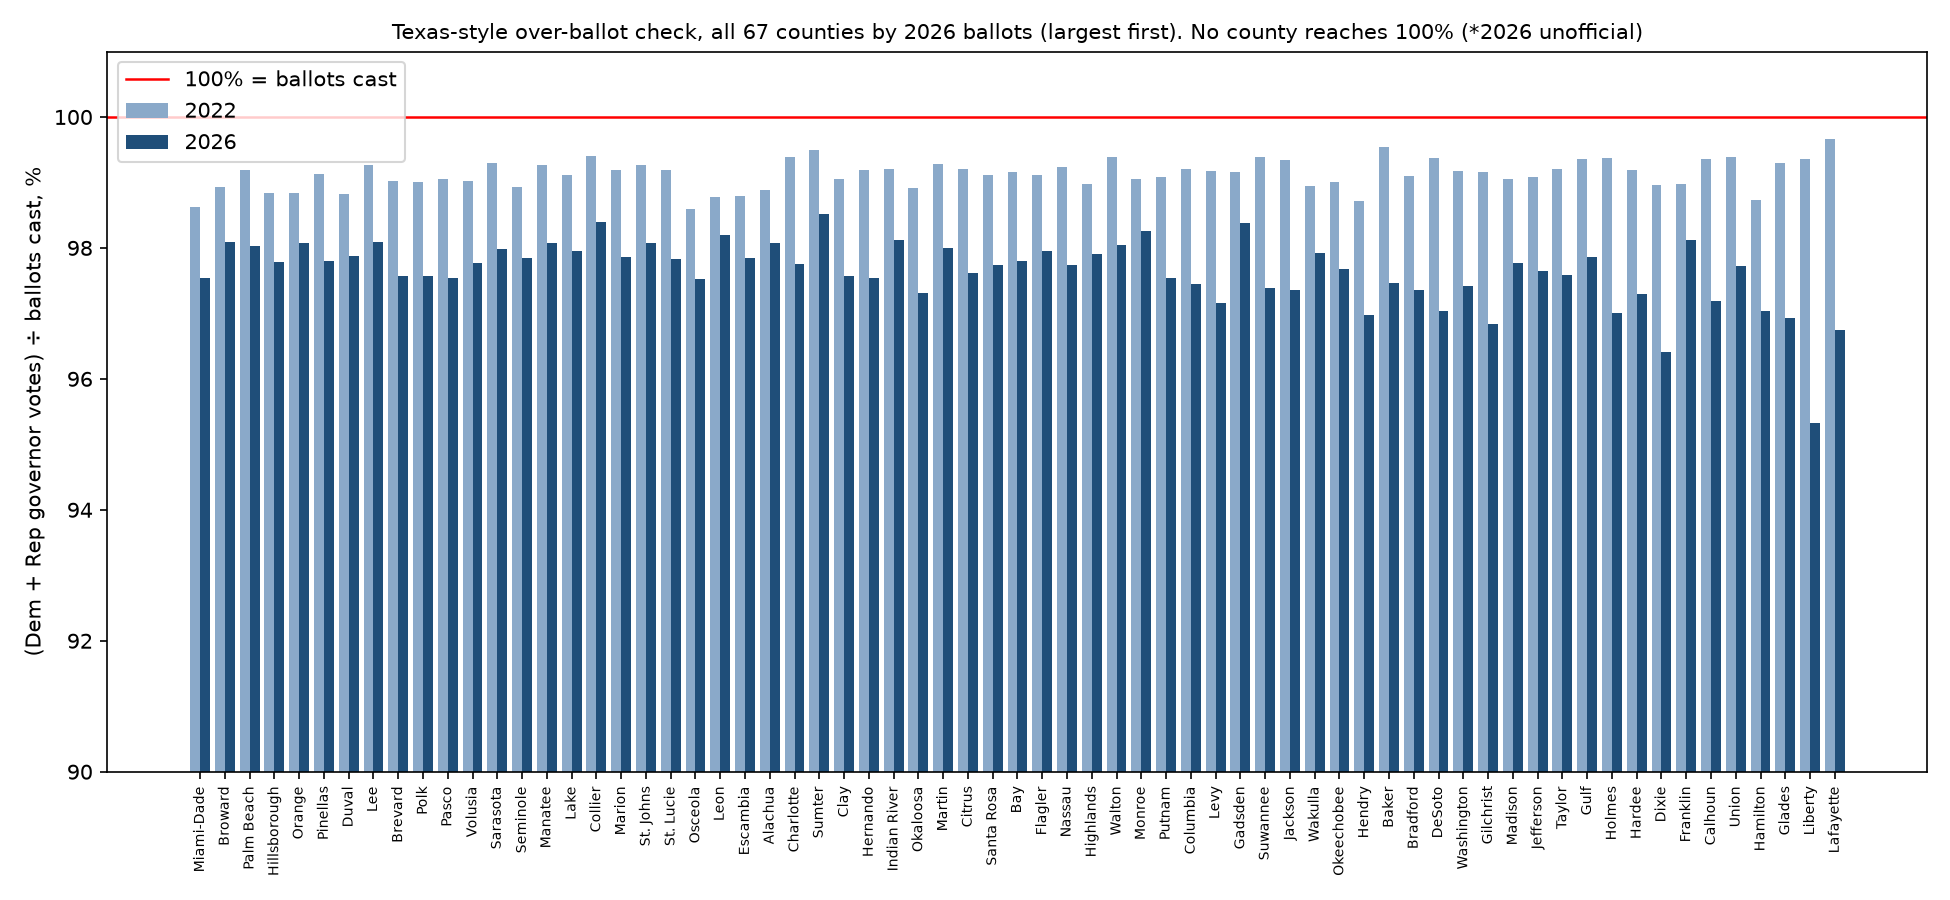 Texas-style over-ballot check, all 67 counties by 2026 ballots (largest first). No county reaches 100% (*2026 unofficial)
100% = ballots cast
2022
2026
(Dem + Rep governor votes) ÷ ballots cast, %
100
98
96
94
92
90
Miami-Dade
Broward
Palm Beach
Hillsborough
Orange
Pinellas
Duval
Lee
Brevard
Polk
Pasco
Volusia
Sarasota
Seminole
Manatee
Lake
Collier
Marion
St. Johns
St. Lucie
Osceola
Leon
Escambia
Alachua
Charlotte
Sumter
Clay
Hernando
Indian River
Okaloosa
Martin
Citrus
Santa Rosa
Bay
Flagler
Nassau
Highlands
Walton
Monroe
Putnam
Columbia
Levy
Gadsden
Suwannee
Jackson
Wakulla
Okeechobee
Hendry
Baker
Bradford
DeSoto
Washington
Gilchrist
Madison
Jefferson
Taylor
Gulf
Holmes
Hardee
Dixie
Franklin
Calhoun
Union
Hamilton
Glades
Liberty
Lafayette